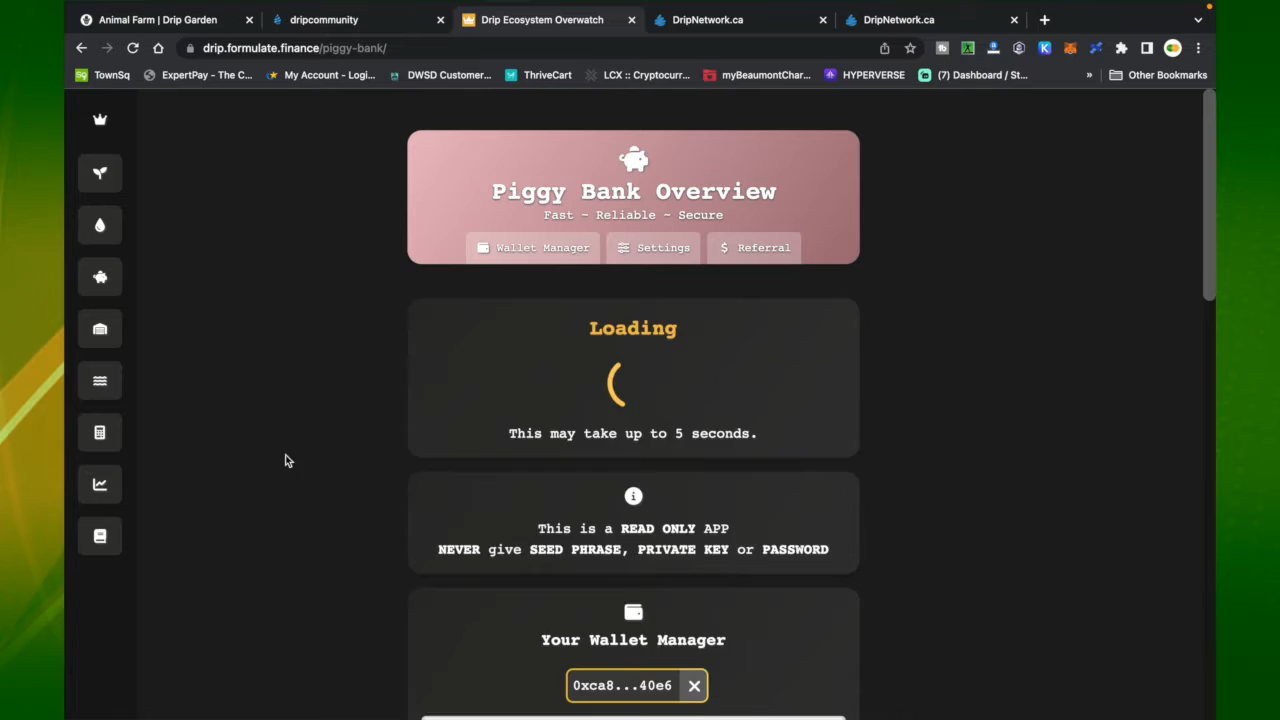 Animal Farm | Drip Garden
dripcommunity
Drip Ecosystem Overwatch
DripNetwork.ca
DripNetwork.ca
drip.formulate.finance/piggy-bank/
TownSq
ExpertPay - The C...
My Account - Logi...
DWSD Customer...
ThriveCart
LCX :: Cryptocurr...
myBeaumontChar...
HYPERVERSE
(7) Dashboard / St...
»
Other Bookmarks
Piggy Bank Overview
Fast - Reliable - Secure
Wallet Manager
Settings
$ Referral
Loading
This may take up to 5 seconds.
This is a READ ONLY APP
NEVER give SEED PHRASE, PRIVATE KEY or PASSWORD
Your Wallet Manager
0xca8...40e6